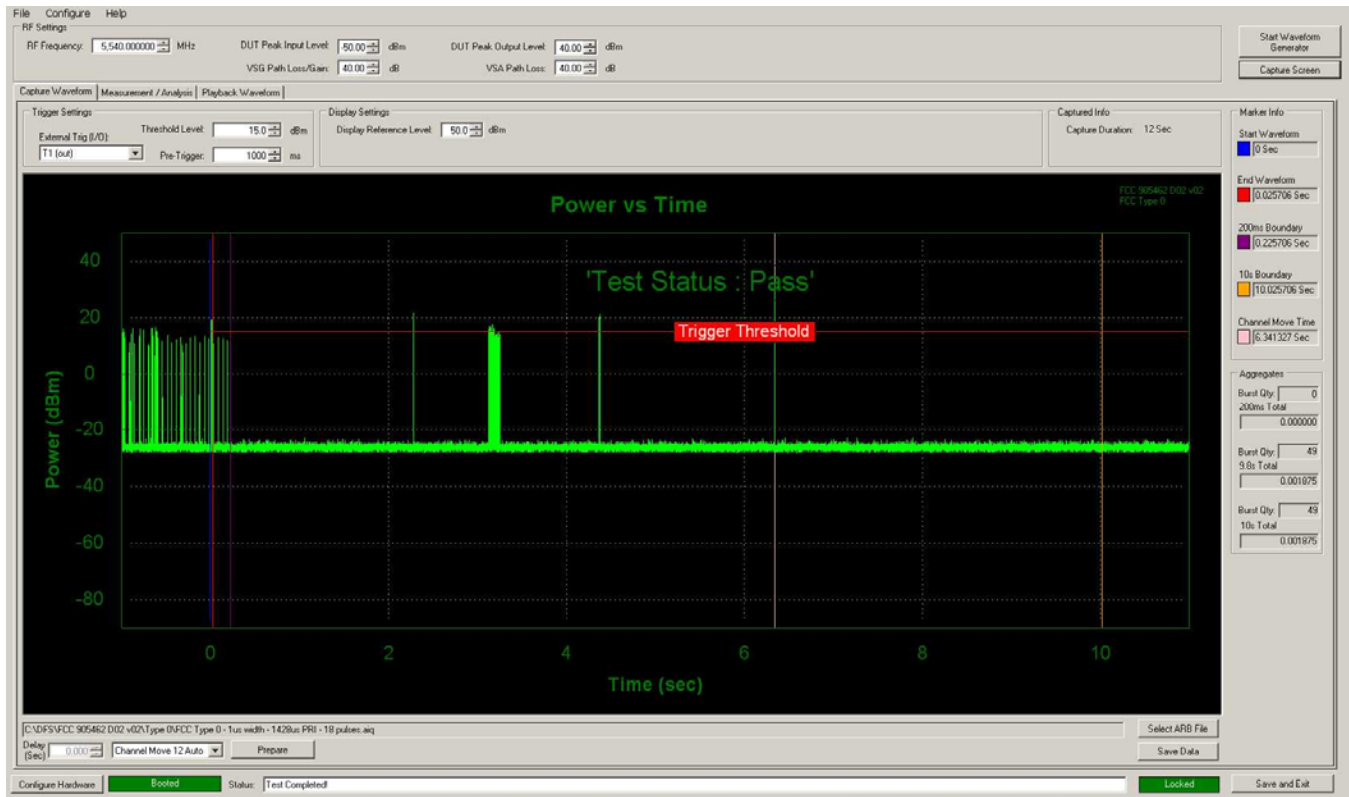 File Configure Help
RF Settings
RF Frequency: 5,540.000000 MHz DUT Peak Input Level: -50.00 dBm DUT Peak Output Level: 40.00 dBm
VSG Path Loss/Gain: 40.00 dB VSA Path Loss: 40.00 dB
Start Waveform Generator
Capture Screen
Capture Waveform Measurement / Analysis Playback Waveform
Trigger Settings
External Trig (I/O): Threshold Level: 15.0 dBm
T1 (out) Pre-Trigger: 1000 ms
Display Settings
Display Reference Level: 50.0 dBm
Captured Info
Capture Duration: 12 Sec
Marker Info
Start Waveform
0 Sec
End Waveform
0.025706 Sec
200ms Boundary
0.225706 Sec
10s Boundary
10.025706 Sec
Channel Move Time
6.341327 Sec
Aggregates
Burst Qty: 0
200ms Total
0.000000
Burst Qty: 49
9.8s Total
0.001875
Burst Qty: 49
10s Total
0.001875
Power vs Time
FCC 905462 D02 v02
FCC Type 0
'Test Status : Pass'
Trigger Threshold
Power (dBm)
40
20
0
-20
-40
-60
-80
0 2 4 6 8 10
Time (sec)
C:\DFS\FCC 905462 D02 v02\Type 0\FCC Type 0 - 1us width - 1428us PRI - 18 pulses.aiq
Select ARB File
Delay (Sec) 0.000 Channel Move 12 Auto Prepare
Save Data
Configure Hardware Booted Status: Test Completed! Locked Save and Exit